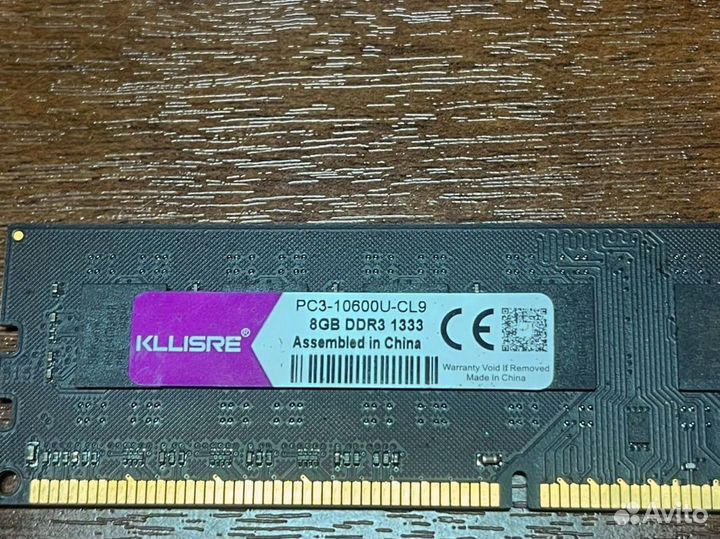 PC3-10600U-CL9
8GB DDR3 1333
Assembled in China
KLLISRE®
CE
Warranty Void If Removed
Made In China
Avito